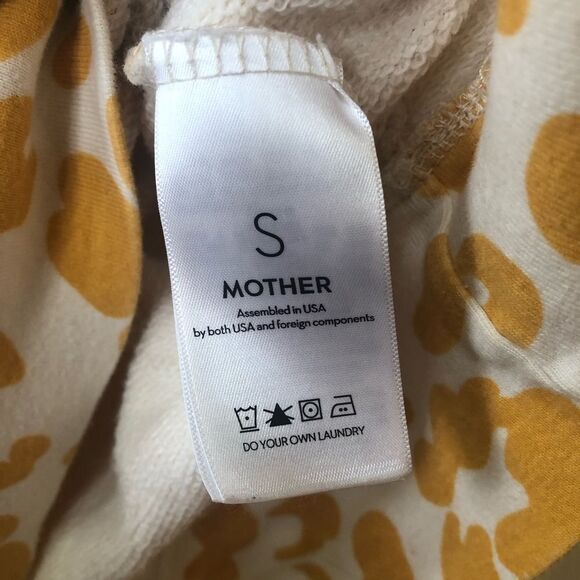 S
MOTHER
Assembled in USA
by both USA and foreign components
DO YOUR OWN LAUNDRY